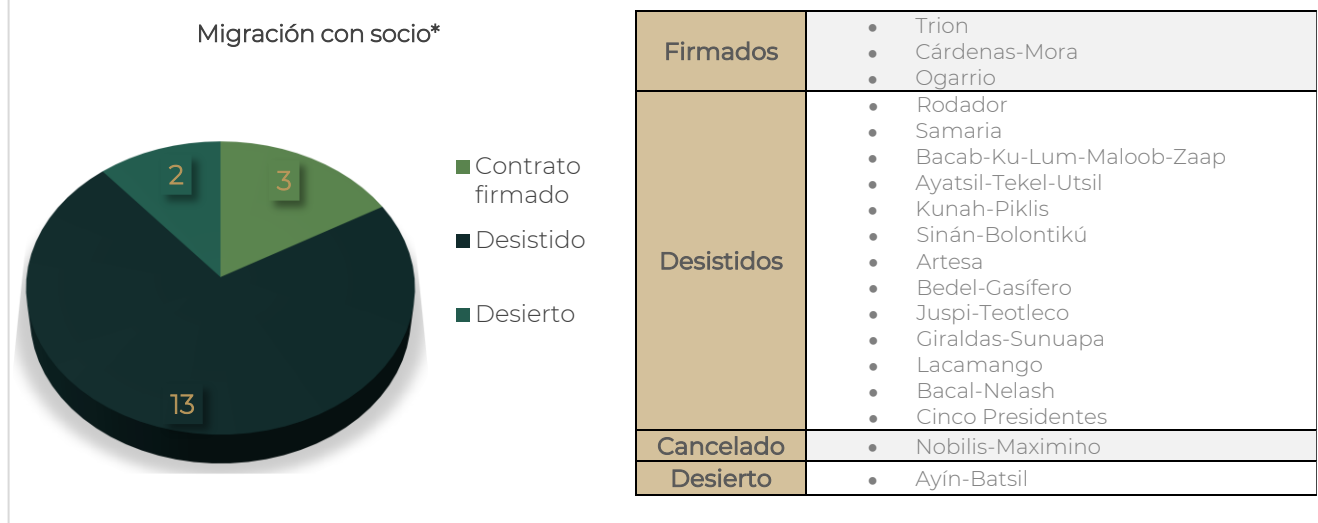 Migración con socio*
2
3
13
Contrato
firmado
Desistido
Desierto
Firmados
• Trion
• Cárdenas-Mora
• Ogarrio
Desistidos
• Rodador
• Samaria
• Bacab-Ku-Lum-Maloob-Zaap
• Ayatsil-Tekel-Utsil
• Kunah-Piklis
• Sinán-Bolontikú
• Artesa
• Bedel-Gasífero
• Juspi-Teotleco
• Giraldas-Sunuapa
• Lacamango
• Bacal-Nelash
• Cinco Presidentes
Cancelado
• Nobilis-Maximino
Desierto
• Ayín-Batsil